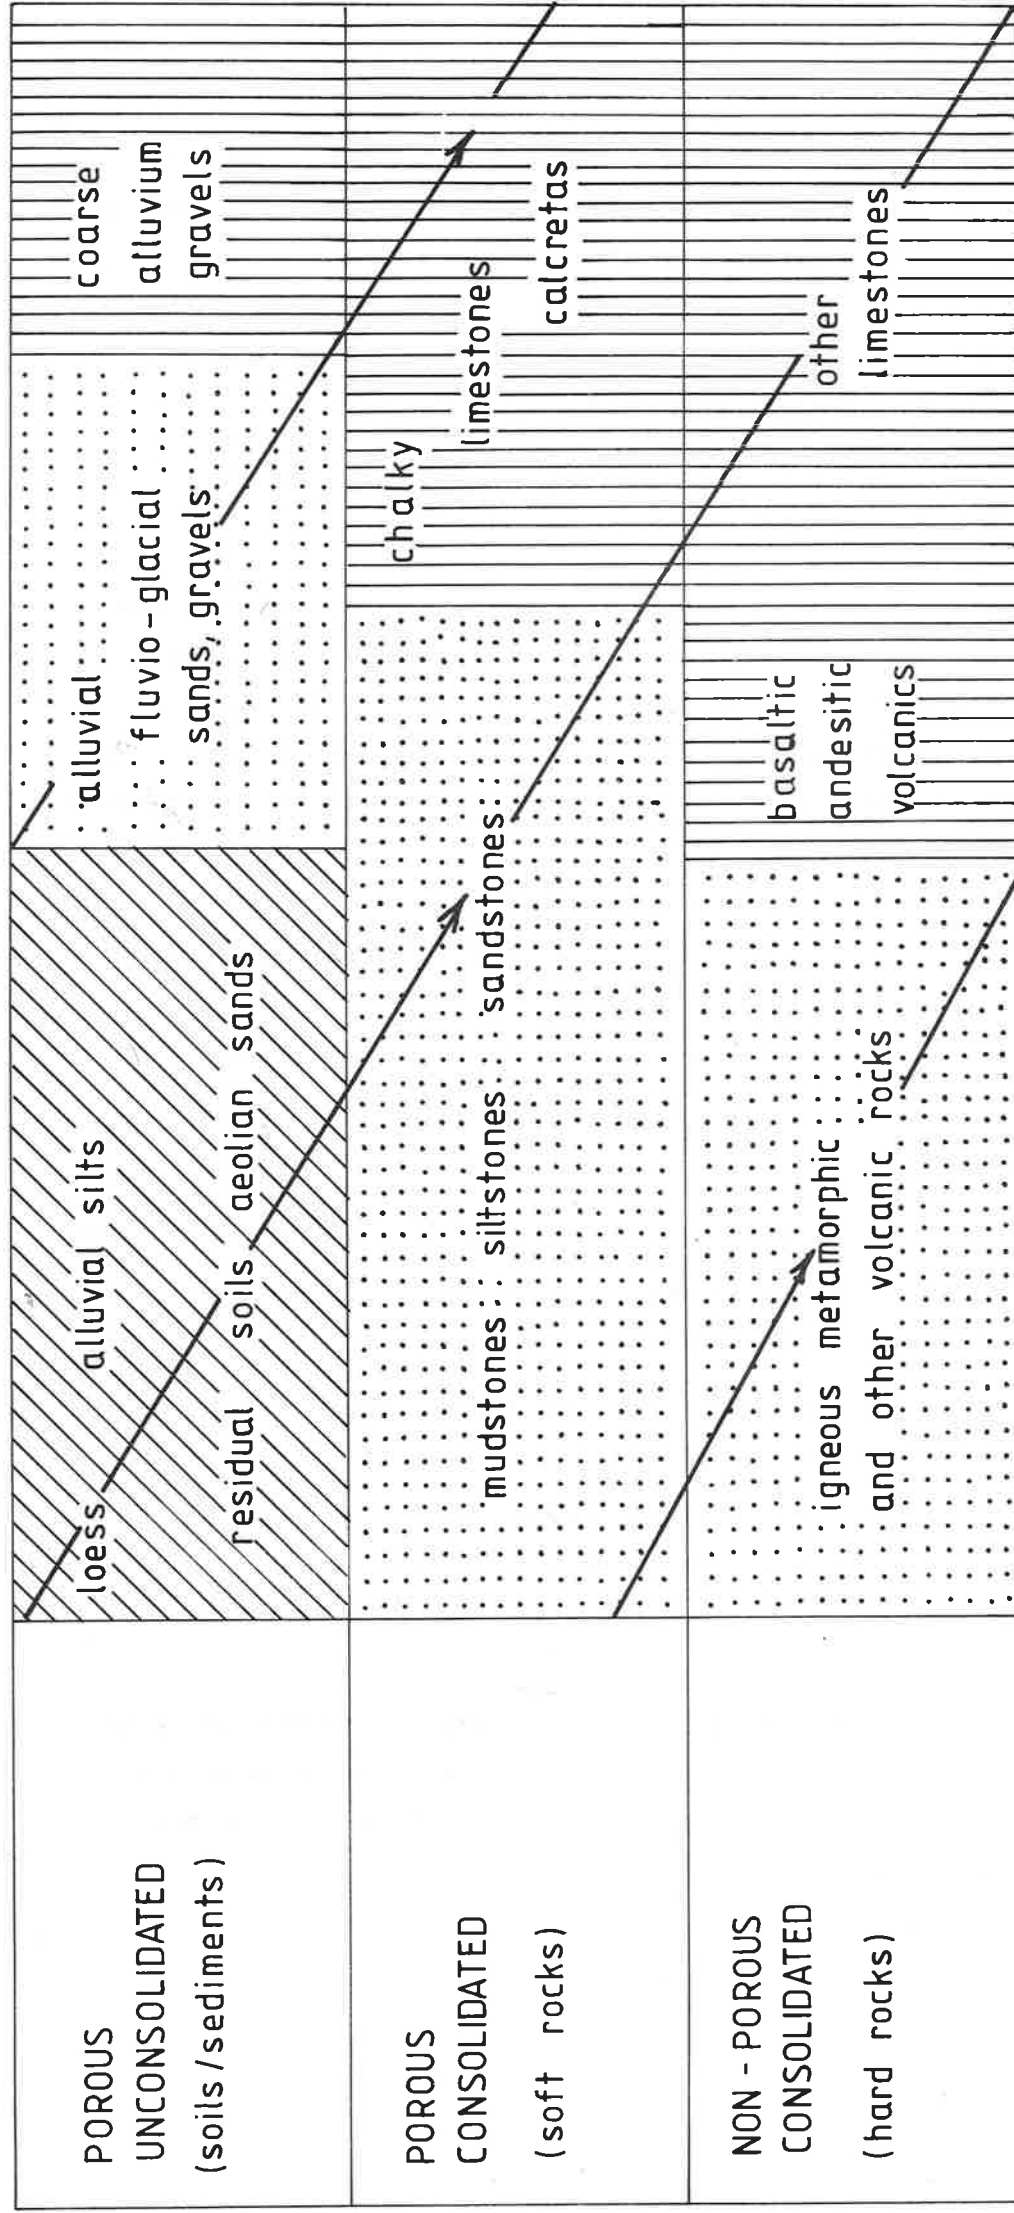 POROUS
UNCONSOLIDATED
(soils/sediments)
loess alluvial silts
residual soils aeolian sands
alluvial
fluvio-glacial
sands, gravels
coarse
alluvium
gravels
POROUS
CONSOLIDATED
(soft rocks)
mudstones siltstones sandstones
chalky
limestones
calcretas
NON-POROUS
CONSOLIDATED
(hard rocks)
igneous metamorphic
and other volcanic rocks
basaltic
andesitic
volcanics
other
limestones